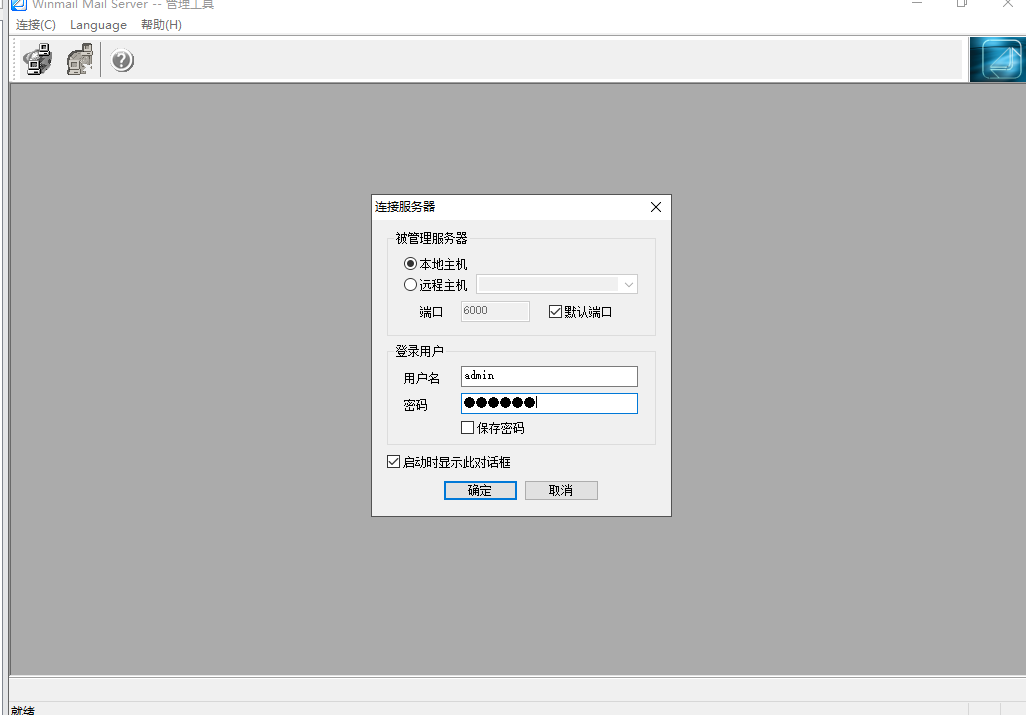 Winmail Mail Server -- 管理工具
连接(C) Language 帮助(H)
连接服务器
被管理服务器
本地主机
远程主机
端口 6000 默认端口
登录用户
用户名 admin
密码 ●●●●●●
保存密码
启动时显示此对话框
确定 取消
就绪